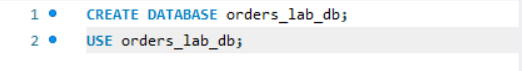 1 CREATE DATABASE orders_lab_db;
2 USE orders_lab_db;